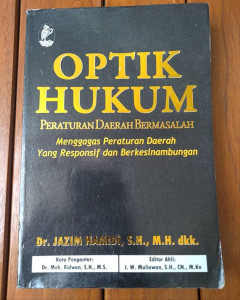 OPTIK
HUKUM
PERATURAN DAERAH BERMASALAH
Menggagas Peraturan Daerah
Yang Responsif dan Berkesinambungan
Dr. JAZIM HAMIDI, S.H., M.H. dkk.
Kata Pengantar:
Dr. Moh. Ridwan, S.H., M.S.
Editor Ahli:
J. W. Muliawan, S.H., CN., M.Kn